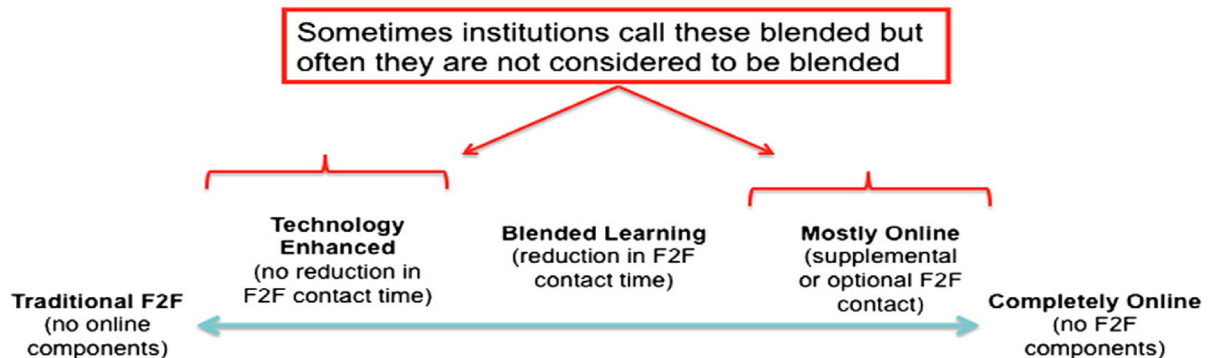 Sometimes institutions call these blended but
often they are not considered to be blended
Technology
Enhanced
(no reduction in
F2F contact time)
Blended Learning
(reduction in F2F
contact time)
Mostly Online
(supplemental
or optional F2F
contact)
Traditional F2F
(no online
components)
Completely Online
(no F2F
components)